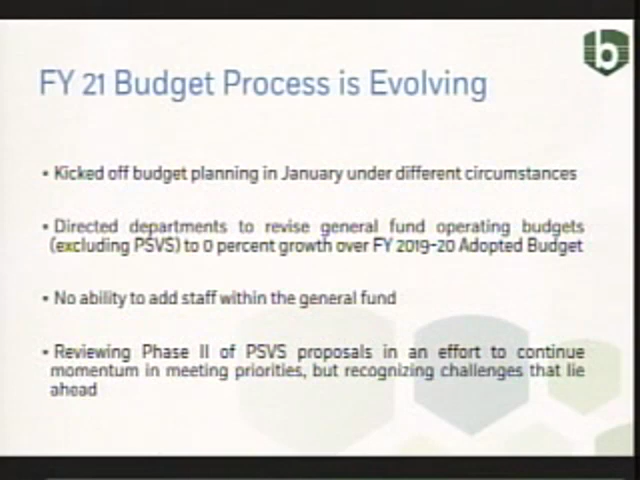 b
FY 21 Budget Process is Evolving
• Kicked off budget planning in January under different circumstances
• Directed departments to revise general fund operating budgets
(excluding PSVS) to 0 percent growth over FY 2019-20 Adopted Budget
• No ability to add staff within the general fund
• Reviewing Phase II of PSVS proposals in an effort to continue
momentum in meeting priorities, but recognizing challenges that lie
ahead